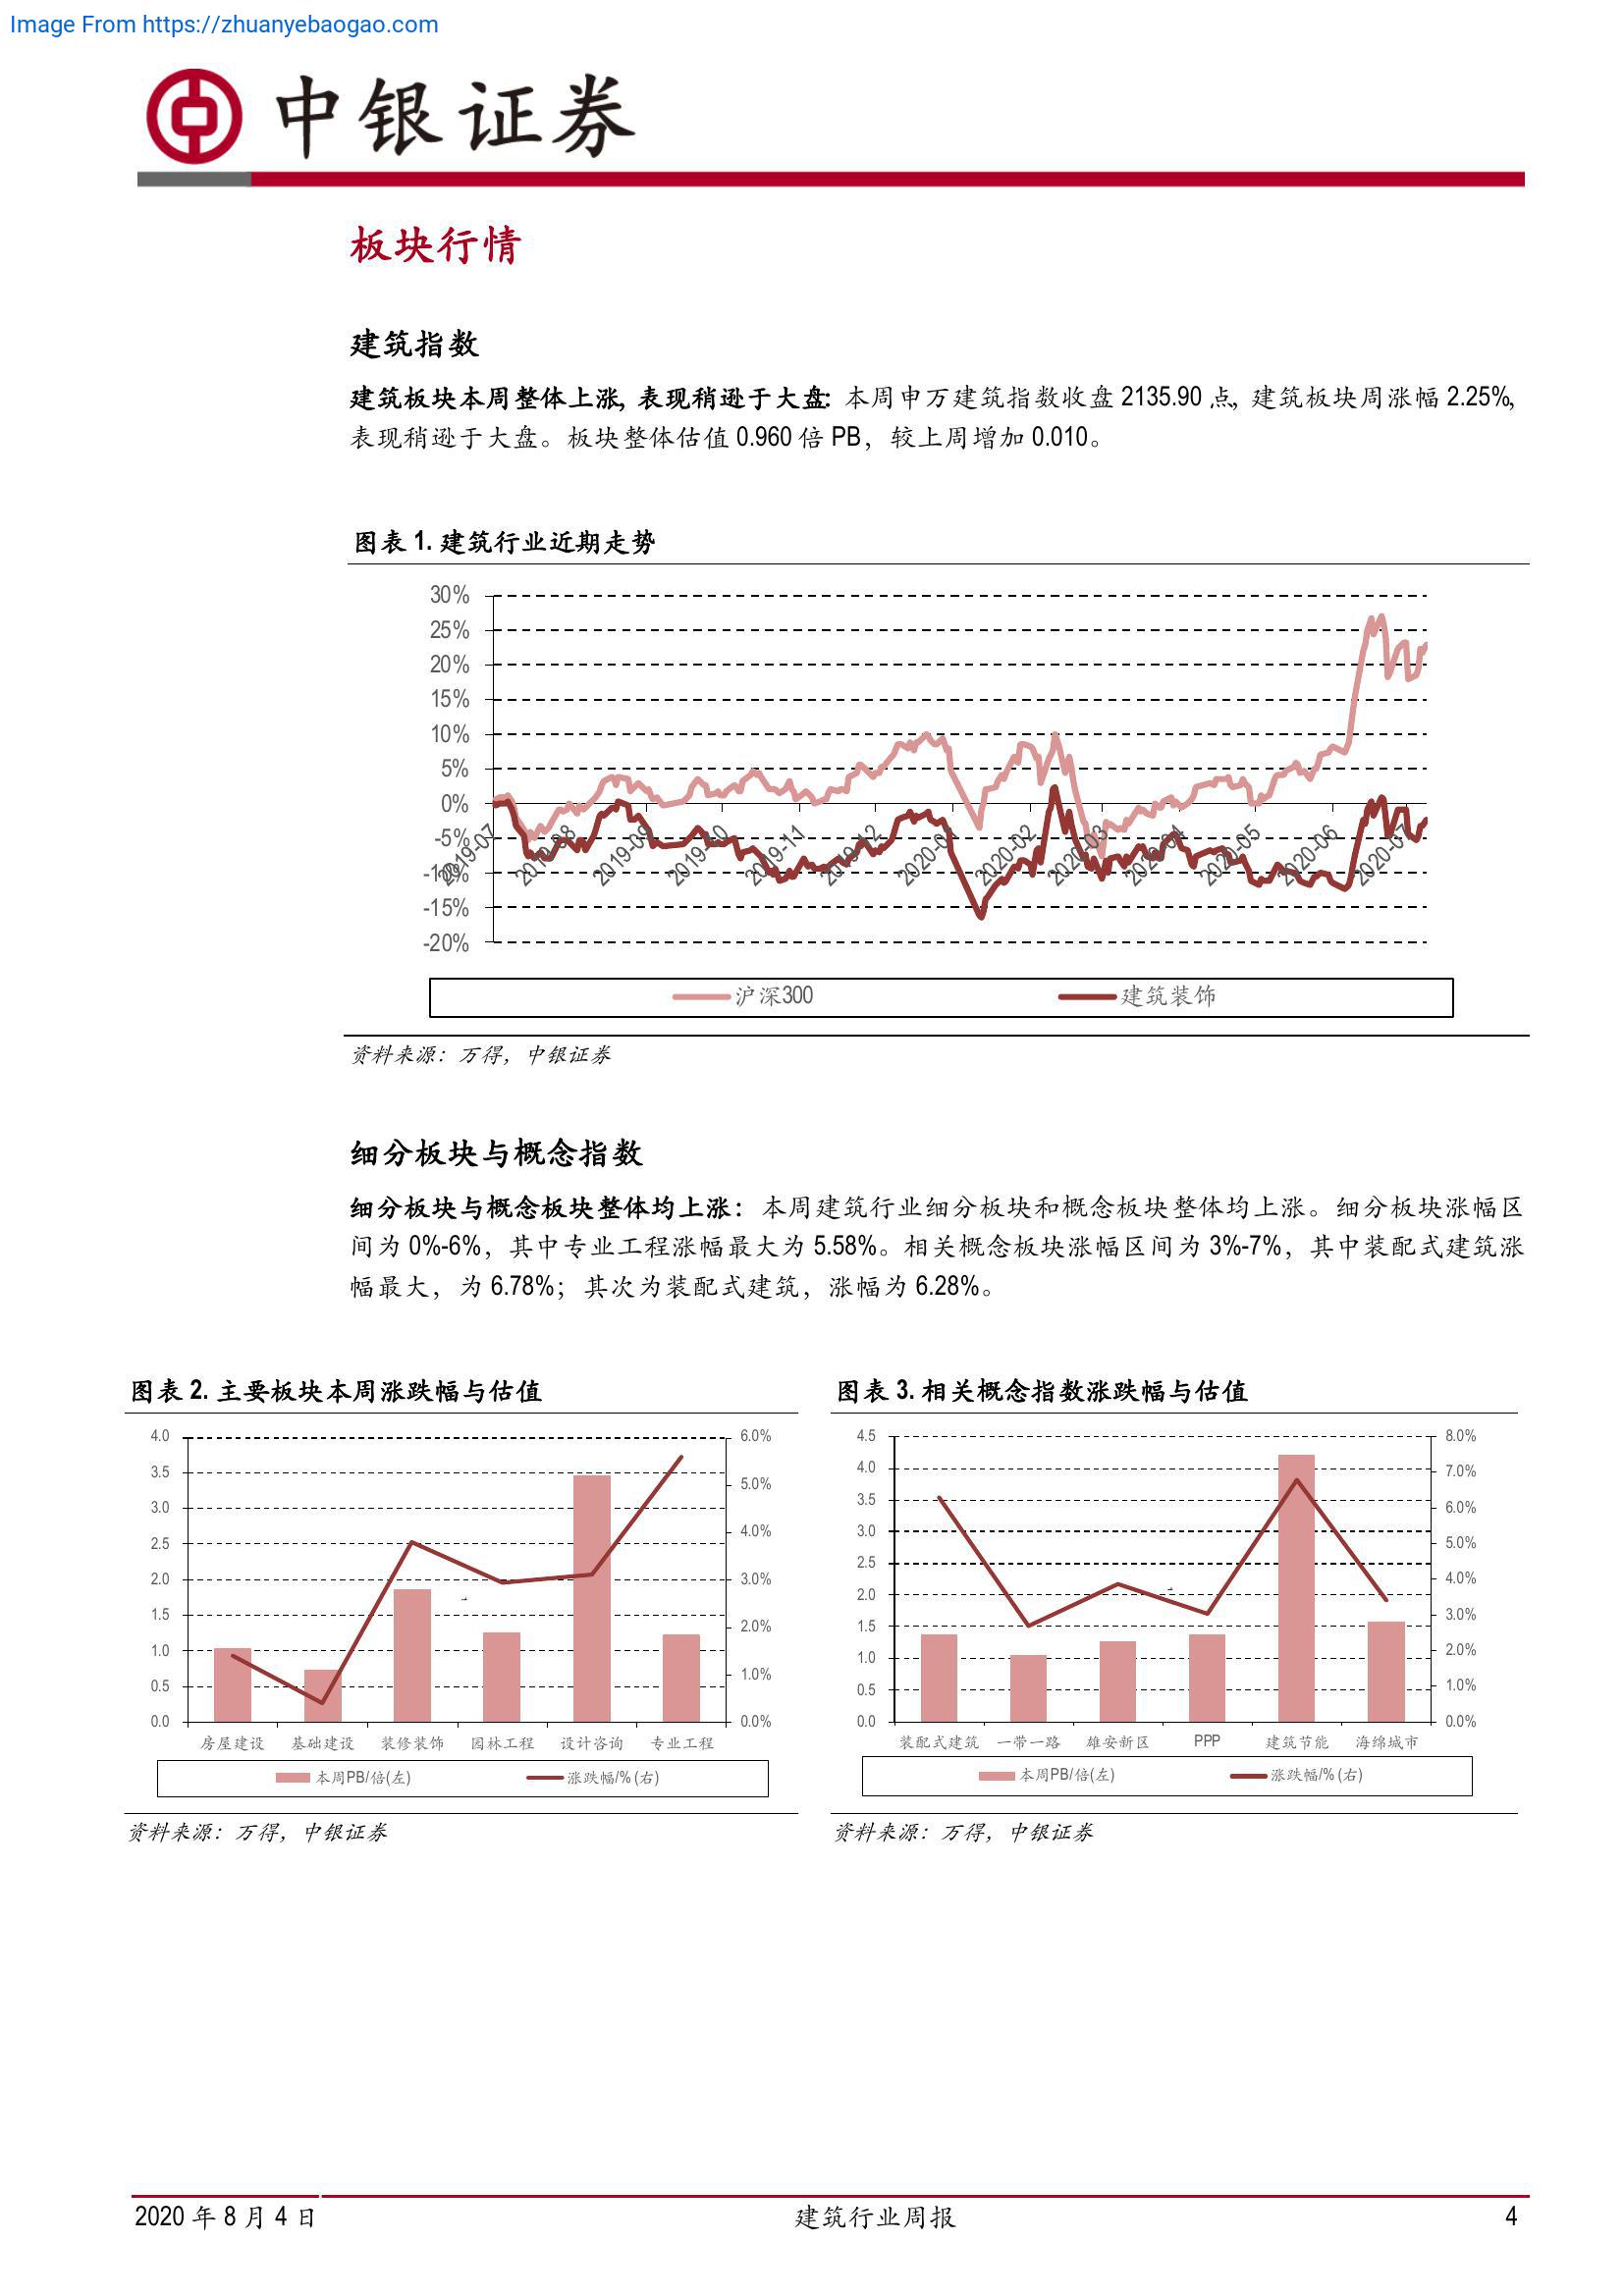 Image From https://zhuanyebaogao.com
中银证券
板块行情
建筑指数
建筑板块本周整体上涨，表现稍逊于大盘：本周申万建筑指数收盘 2135.90 点，建筑板块周涨幅 2.25%，
表现稍逊于大盘。板块整体估值 0.960 倍 PB，较上周增加 0.010。
图表 1. 建筑行业近期走势
30%
25%
20%
15%
10%
5%
0%
-5%
-10%
-15%
-20%
2019-07
2019-08
2019-09
2019-10
2019-11
2019-12
2020-01
2020-02
2020-03
2020-04
2020-05
2020-06
2020-07
沪深300 建筑装饰
资料来源：万得，中银证券
细分板块与概念指数
细分板块与概念板块整体均上涨：本周建筑行业细分板块和概念板块整体均上涨。细分板块涨幅区
间为 0%-6%，其中专业工程涨幅最大为 5.58%。相关概念板块涨幅区间为 3%-7%，其中装配式建筑涨
幅最大，为 6.78%；其次为装配式建筑，涨幅为 6.28%。
图表 2. 主要板块本周涨跌幅与估值
4.0
3.5
3.0
2.5
2.0
1.5
1.0
0.5
0.0
6.0%
5.0%
4.0%
3.0%
2.0%
1.0%
0.0%
房屋建设 基础建设 装修装饰 园林工程 设计咨询 专业工程
本周PB/倍(左) 涨跌幅/% (右)
资料来源：万得，中银证券
图表 3. 相关概念指数涨跌幅与估值
4.5
4.0
3.5
3.0
2.5
2.0
1.5
1.0
0.5
0.0
8.0%
7.0%
6.0%
5.0%
4.0%
3.0%
2.0%
1.0%
0.0%
装配式建筑 一带一路 雄安新区 PPP 建筑节能 海绵城市
本周PB/倍(左) 涨跌幅/% (右)
资料来源：万得，中银证券
2020 年 8 月 4 日 建筑行业周报 4